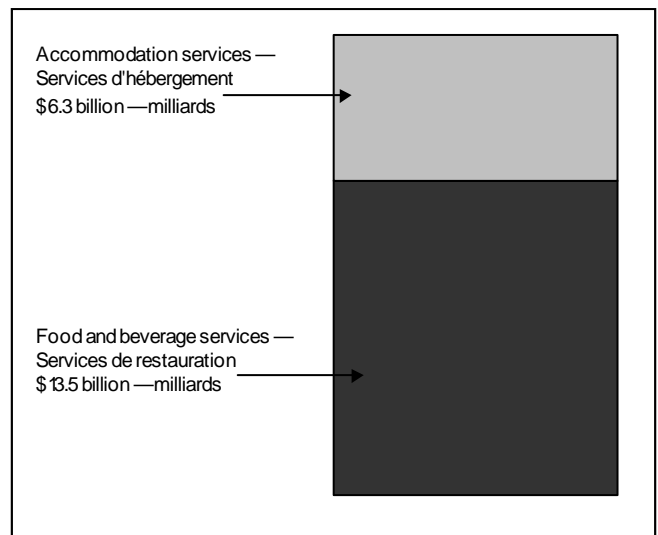 Accommodation services —
Services d'hébergement
$6.3 billion — milliards
Food and beverage services —
Services de restauration
$13.5 billion — milliards